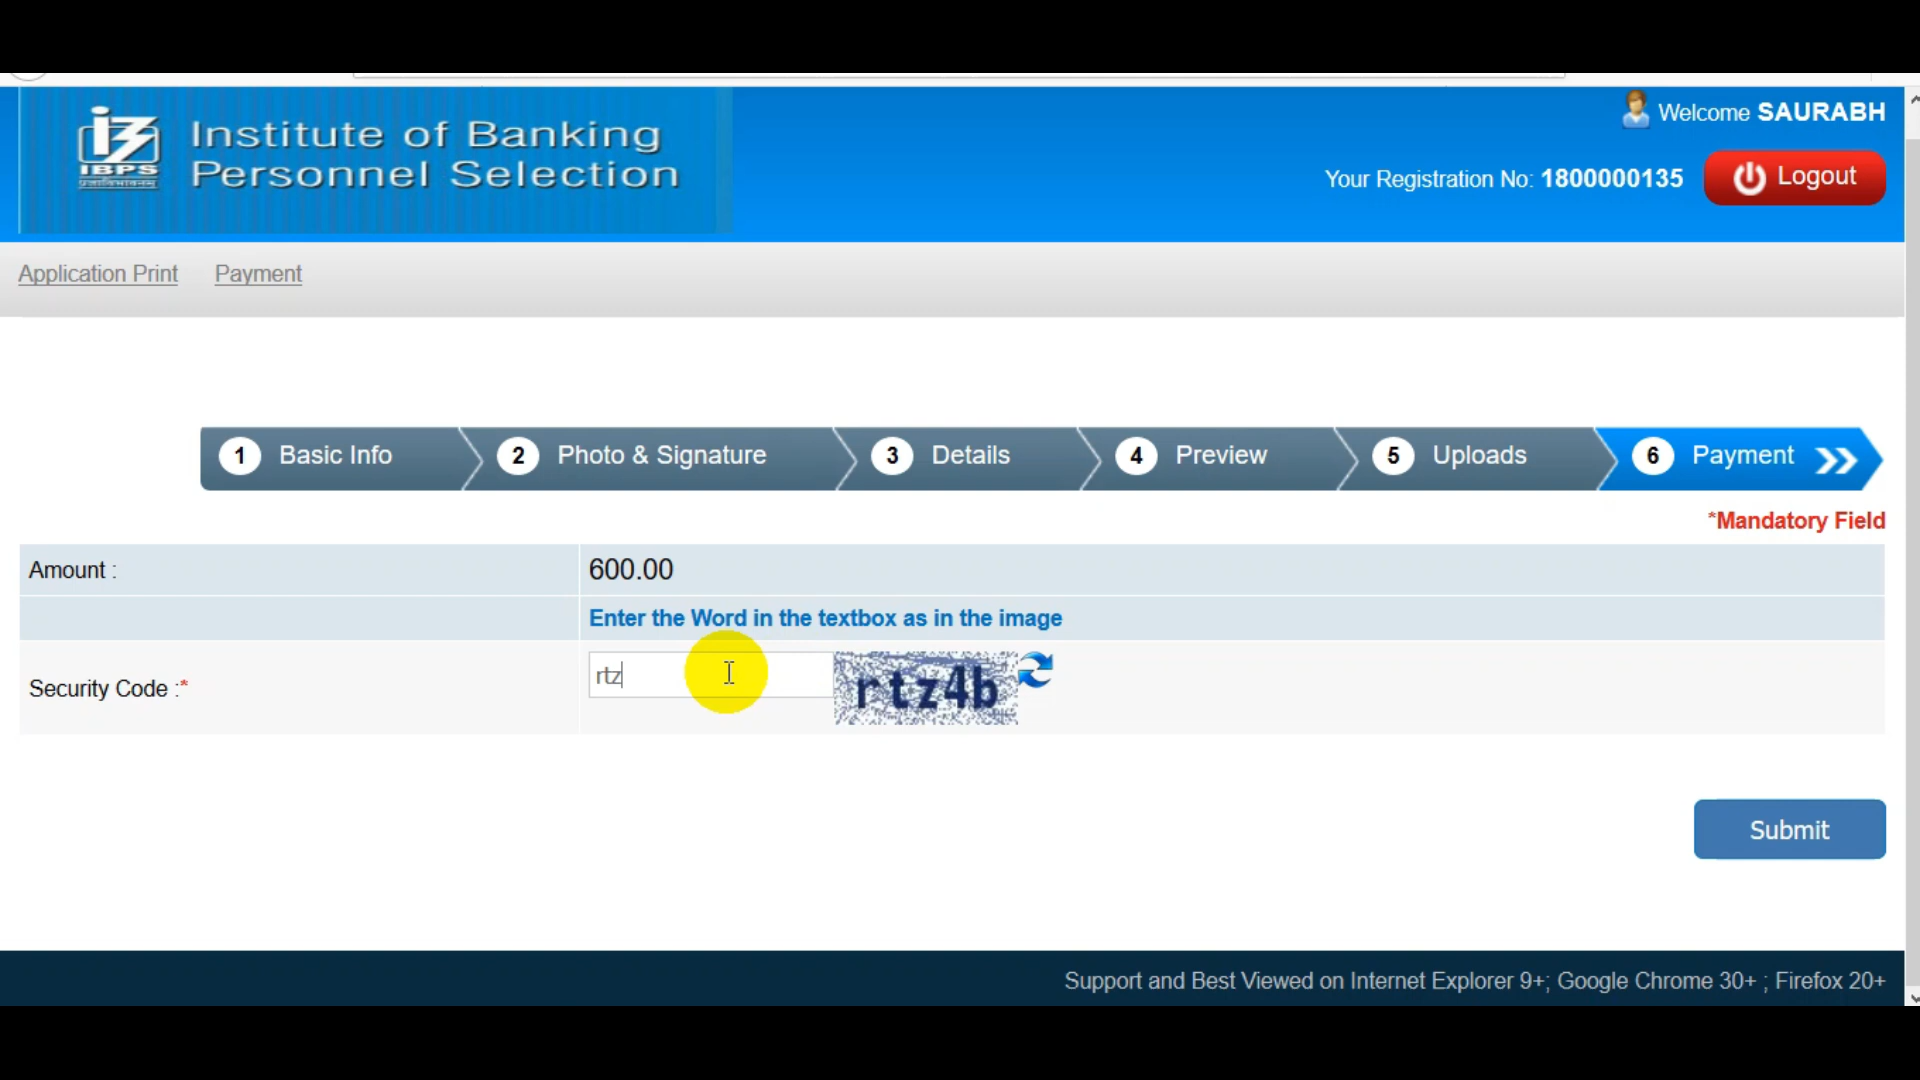 IBPS
Institute of Banking
Personnel Selection
Welcome SAURABH
Your Registration No: 1800000135
Logout
Application Print
Payment
1 Basic Info
2 Photo & Signature
3 Details
4 Preview
5 Uploads
6 Payment
*Mandatory Field
Amount :
600.00
Enter the Word in the textbox as in the image
Security Code :*
rtz
rtz4b
Submit
Support and Best Viewed on Internet Explorer 9+; Google Chrome 30+ ; Firefox 20+